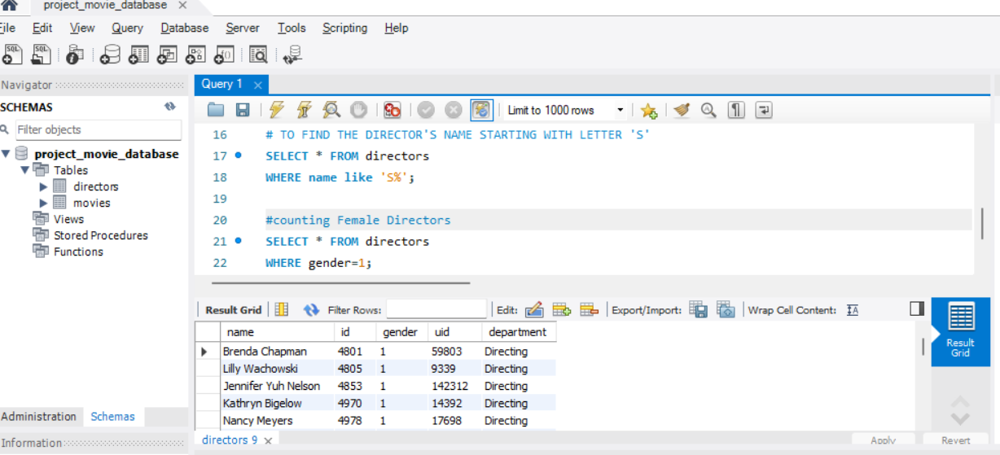 project_movie_database ×
File Edit View Query Database Server Tools Scripting Help
SQL SQL
Navigator
Query 1 ×
SCHEMAS
Limit to 1000 rows
Filter objects
project_movie_database
Tables
directors
movies
Views
Stored Procedures
Functions
16 # TO FIND THE DIRECTOR'S NAME STARTING WITH LETTER 'S'
17 SELECT * FROM directors
18 WHERE name like 'S%';
19
20 #counting Female Directors
21 SELECT * FROM directors
22 WHERE gender=1;
Result Grid Filter Rows: Edit: Export/Import: Wrap Cell Content: IA
name id gender uid department
Brenda Chapman 4801 1 59803 Directing
Lilly Wachowski 4805 1 9339 Directing
Jennifer Yuh Nelson 4853 1 142312 Directing
Kathryn Bigelow 4970 1 14392 Directing
Nancy Meyers 4978 1 17698 Directing
Result
Grid
Administration Schemas
Information
directors 9 ×
Apply Revert